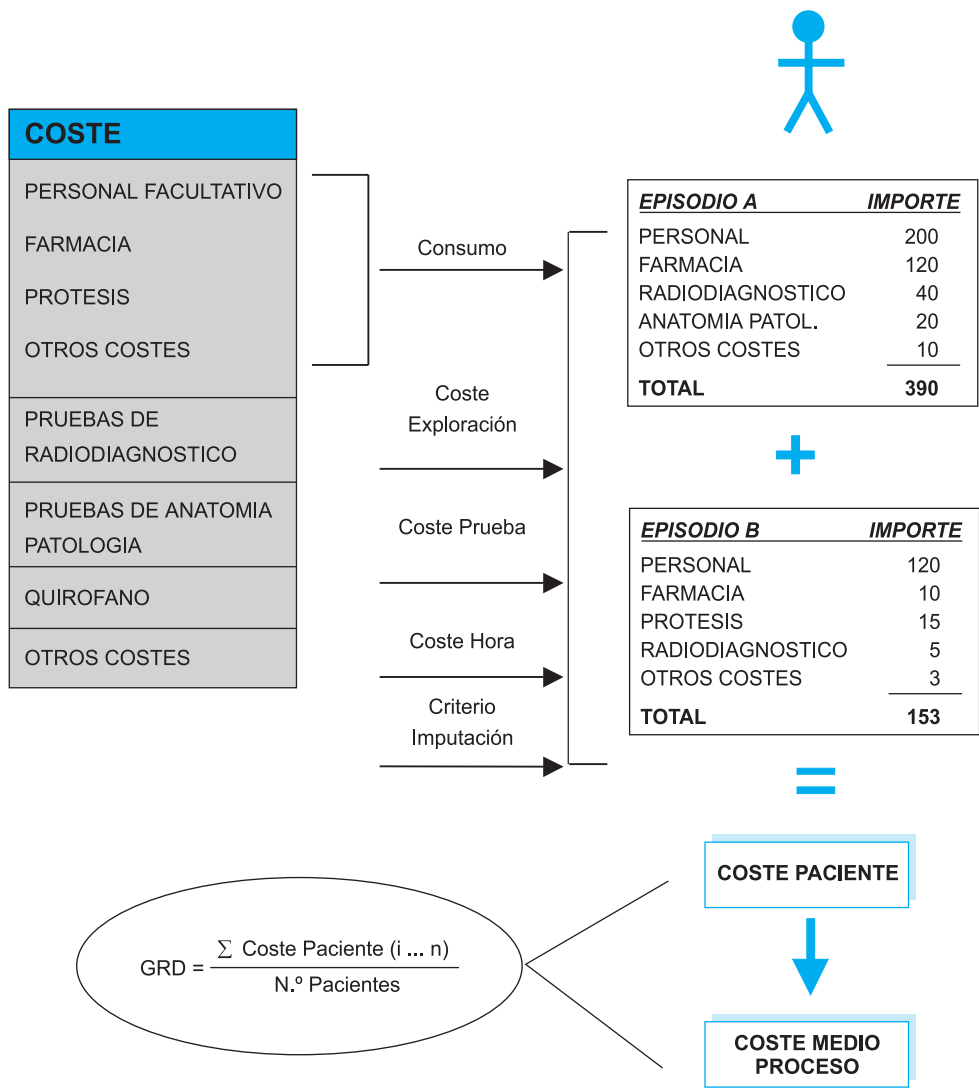 COSTE
PERSONAL FACULTATIVO
FARMACIA
PROTESIS
OTROS COSTES
PRUEBAS DE
RADIODIAGNOSTICO
PRUEBAS DE ANATOMIA
PATOLOGIA
QUIROFANO
OTROS COSTES
Consumo
Coste
Exploración
Coste Prueba
Coste Hora
Criterio
Imputación
EPISODIO A IMPORTE
PERSONAL 200
FARMACIA 120
RADIODIAGNOSTICO 40
ANATOMIA PATOL. 20
OTROS COSTES 10
TOTAL 390
+
EPISODIO B IMPORTE
PERSONAL 120
FARMACIA 10
PROTESIS 15
RADIODIAGNOSTICO 5
OTROS COSTES 3
TOTAL 153
=
COSTE PACIENTE
COSTE MEDIO
PROCESO
∑ Coste Paciente (i ... n)
GRD =
N.º Pacientes